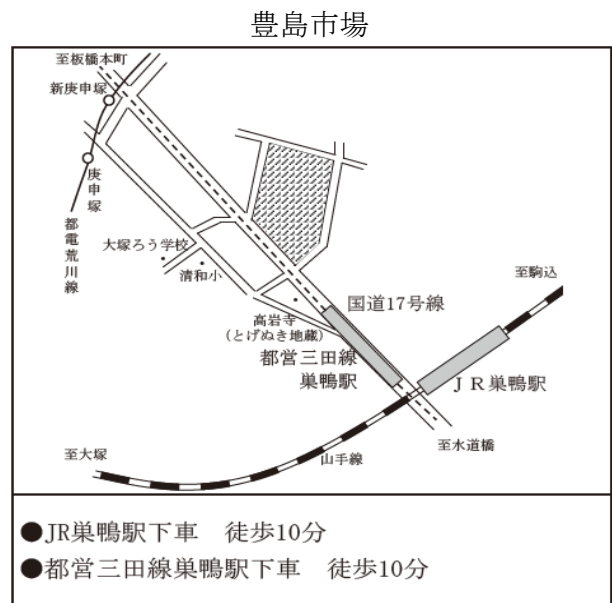 豊島市場
至板橋本町
新庚申塚
庚申塚
都電荒川線
大塚ろう学校
清和小
高岩寺
(とげぬき地蔵)
国道17号線
至駒込
都営三田線
巣鴨駅
JR巣鴨駅
至水道橋
山手線
至大塚
●JR巣鴨駅下車 徒歩10分
●都営三田線巣鴨駅下車 徒歩10分